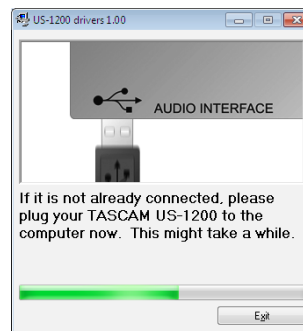 US-1200 drivers 1.00
AUDIO INTERFACE
If it is not already connected, please
plug your TASCAM US-1200 to the
computer now. This might take a while.
Exit